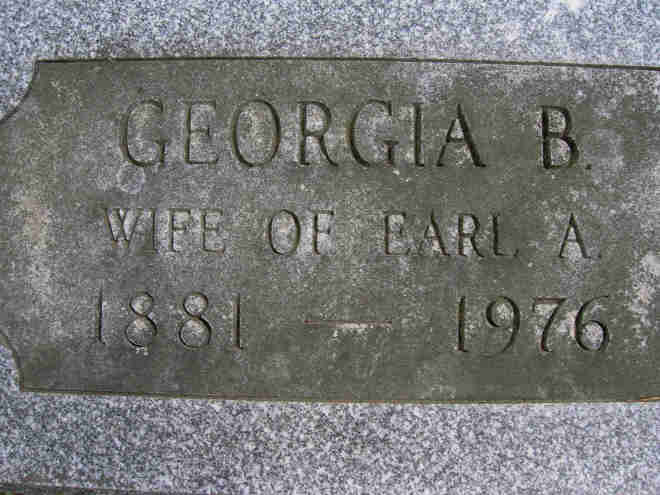 GEORGIA B.
WIFE OF EARL A.
1881 — 1976